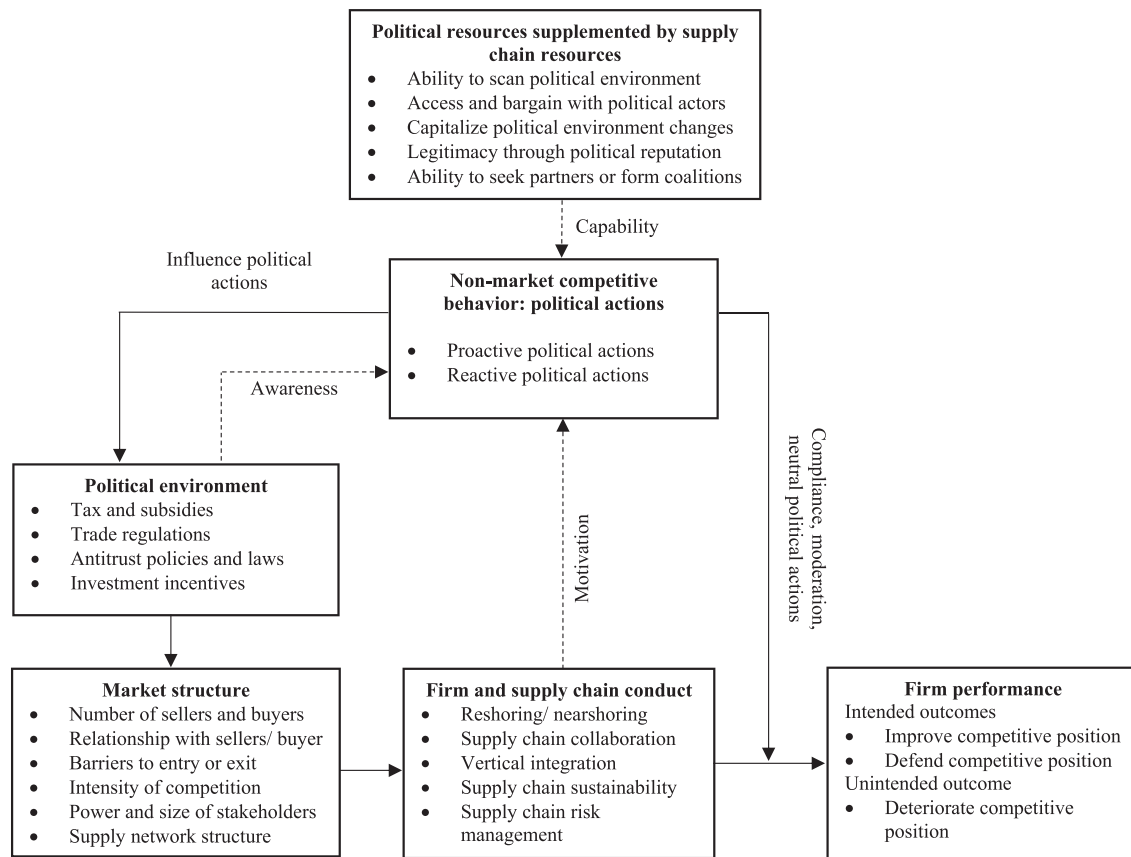 Political resources supplemented by supply
chain resources
• Ability to scan political environment
• Access and bargain with political actors
• Capitalize political environment changes
• Legitimacy through political reputation
• Ability to seek partners or form coalitions
Capability
Influence political
actions
Non-market competitive
behavior: political actions
• Proactive political actions
• Reactive political actions
Awareness
Political environment
• Tax and subsidies
• Trade regulations
• Antitrust policies and laws
• Investment incentives
Motivation
Compliance, moderation,
neutral political actions
Market structure
• Number of sellers and buyers
• Relationship with sellers/ buyer
• Barriers to entry or exit
• Intensity of competition
• Power and size of stakeholders
• Supply network structure
Firm and supply chain conduct
• Reshoring/ nearshoring
• Supply chain collaboration
• Vertical integration
• Supply chain sustainability
• Supply chain risk
management
Firm performance
Intended outcomes
• Improve competitive position
• Defend competitive position
Unintended outcome
• Deteriorate competitive
position